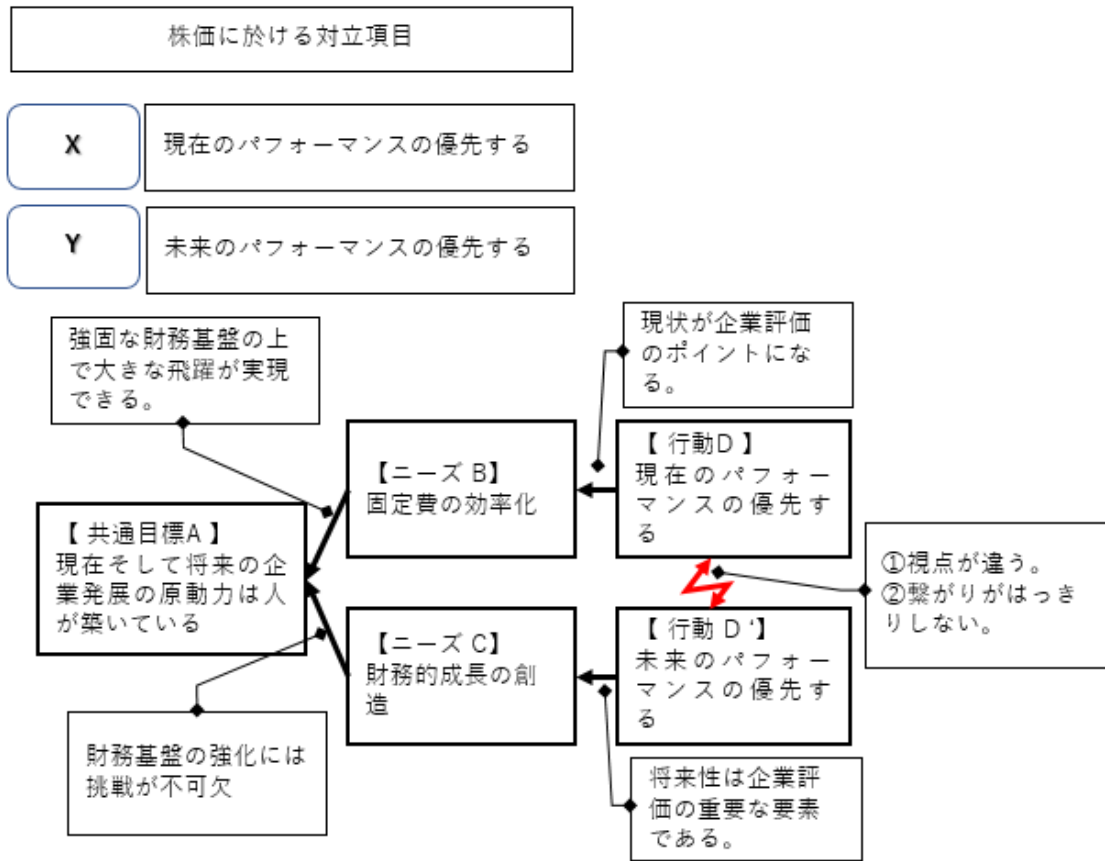 株価に於ける対立項目
X
現在のパフォーマンスの優先する
Y
未来のパフォーマンスの優先する
強固な財務基盤の上
で大きな飛躍が実現
できる。
現状が企業評価
のポイントにな
る。
【ニーズ B】
固定費の効率化
【 行動D 】
現在のパフォー
マンスの優先す
る
【 共通目標A 】
現在そして将来の企
業発展の原動力は人
が築いている
①視点が違う。
②繋がりがはっき
りしない。
【ニーズ C】
財務的成長の創
造
【 行動 D ‘】
未来のパフォー
マンスの優先す
る
財務基盤の強化には
挑戦が不可欠
将来性は企業評
価の重要な要素
である。